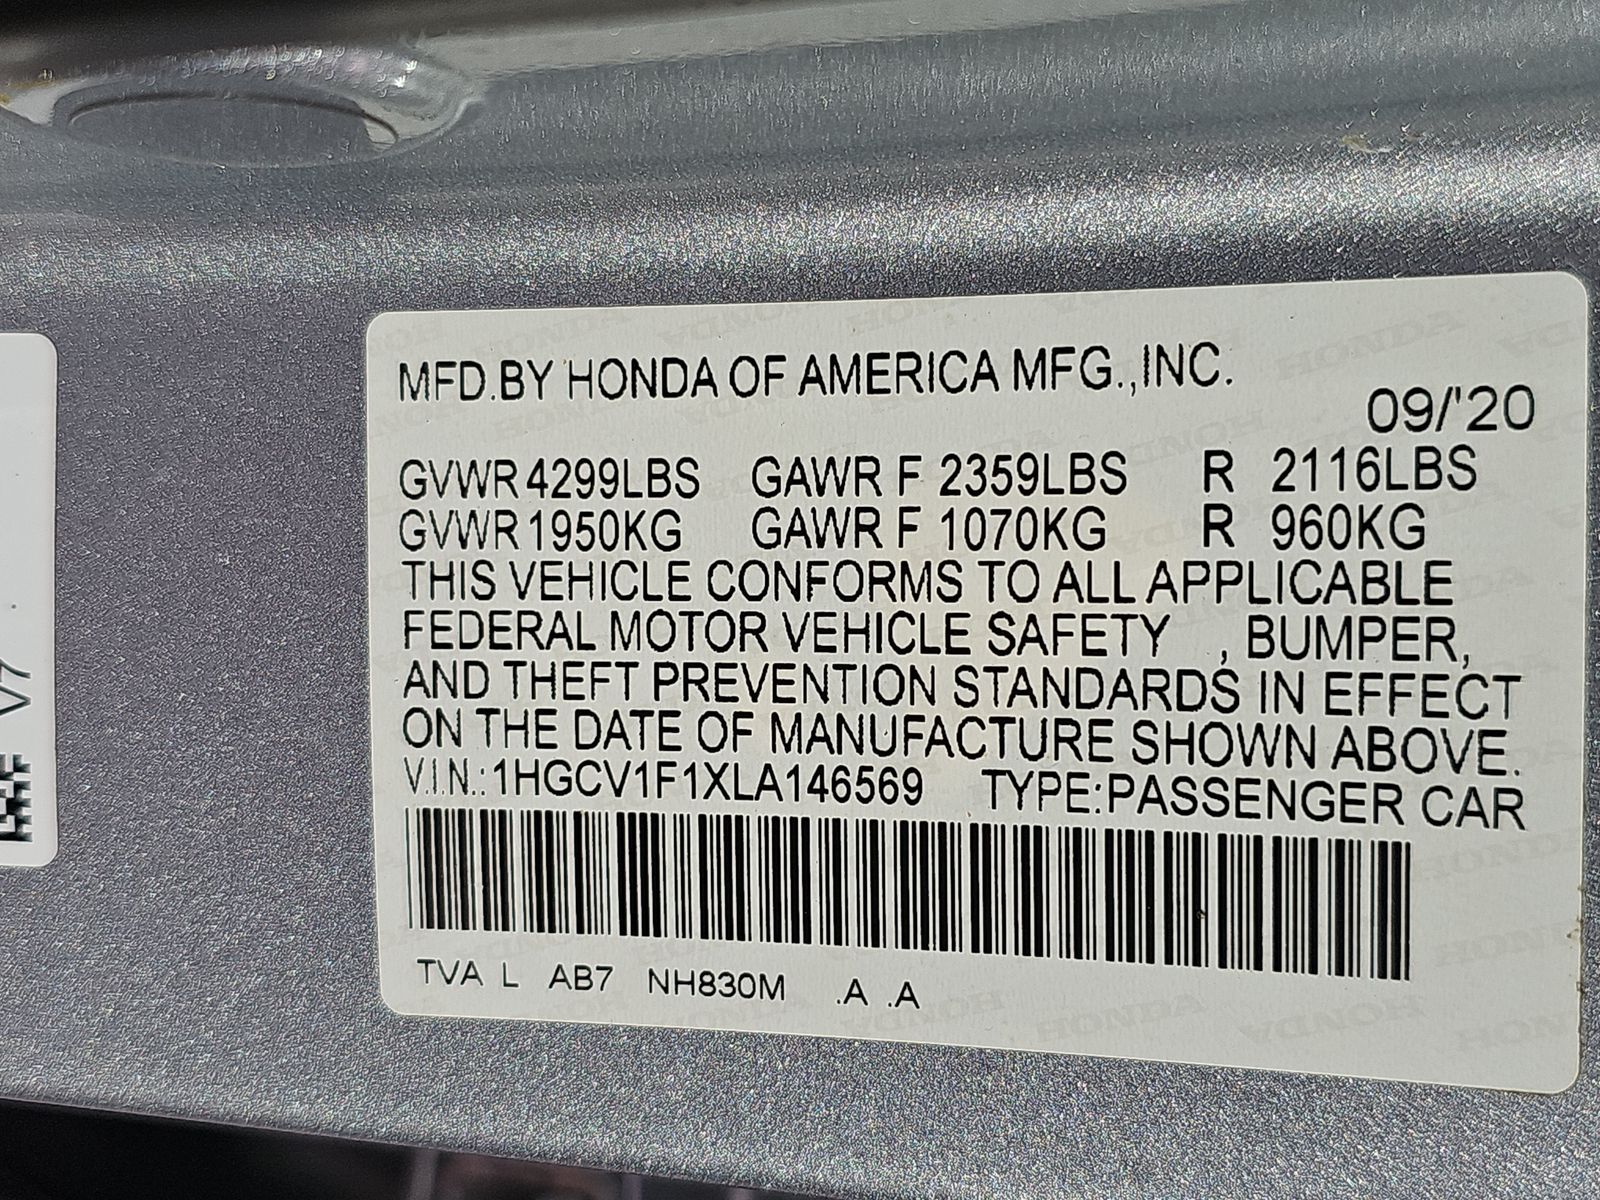 MFD.BY HONDA OF AMERICA MFG.,INC.
09/'20
GVWR 4299LBS GAWR F 2359LBS R 2116LBS
GVWR 1950KG GAWR F 1070KG R 960KG
THIS VEHICLE CONFORMS TO ALL APPLICABLE
FEDERAL MOTOR VEHICLE SAFETY , BUMPER,
AND THEFT PREVENTION STANDARDS IN EFFECT
ON THE DATE OF MANUFACTURE SHOWN ABOVE.
V.I.N.: 1HGCV1F1XLA146569 TYPE:PASSENGER CAR
TVA L AB7 NH830M .A .A
V7